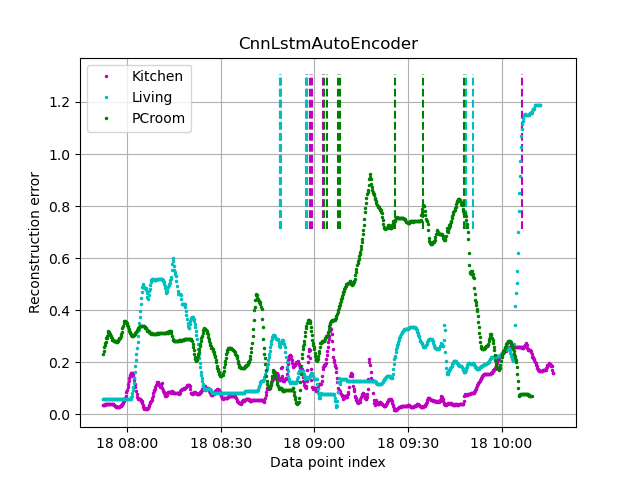 CnnLstmAutoEncoder
Kitchen
Living
PCroom
Reconstruction error
1.2
1.0
0.8
0.6
0.4
0.2
0.0
18 08:00 18 08:30 18 09:00 18 09:30 18 10:00
Data point index